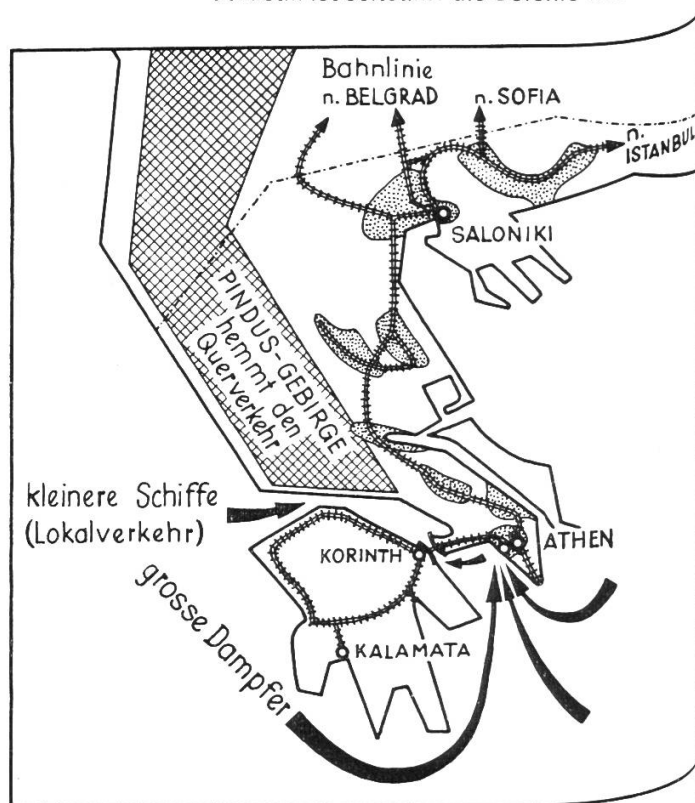 Bahnlinie
n. BELGRAD
n. SOFIA
n.
ISTANBUL
SALONIKI
PINDUS-GEBIRGE
hemmt den
Querverkehr
kleinere Schiffe
(Lokalverkehr)
KORINTH
ATHEN
KALAMATA
grosse Dampfer